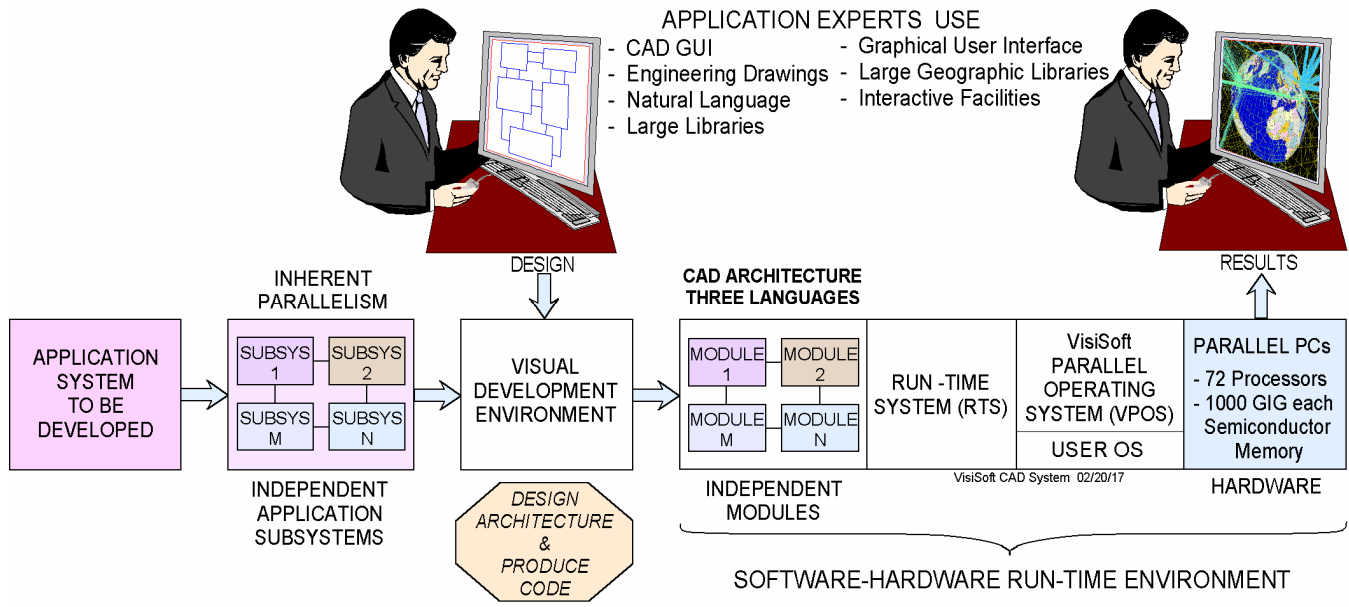 APPLICATION EXPERTS USE
- CAD GUI
- Engineering Drawings
- Natural Language
- Large Libraries
- Graphical User Interface
- Large Geographic Libraries
- Interactive Facilities
DESIGN
RESULTS
INHERENT
PARALLELISM
CAD ARCHITECTURE
THREE LANGUAGES
APPLICATION
SYSTEM
TO BE
DEVELOPED
SUBSYS
1
SUBSYS
2
SUBSYS
M
SUBSYS
N
VISUAL
DEVELOPMENT
ENVIRONMENT
MODULE
1
MODULE
2
MODULE
M
MODULE
N
RUN -TIME
SYSTEM (RTS)
VisiSoft
PARALLEL
OPERATING
SYSTEM (VPOS)
USER OS
PARALLEL PCs
- 72 Processors
- 1000 GIG each
Semiconductor
Memory
VisiSoft CAD System 02/20/17
INDEPENDENT
APPLICATION
SUBSYSTEMS
DESIGN
ARCHITECTURE
&
PRODUCE
CODE
INDEPENDENT
MODULES
HARDWARE
SOFTWARE-HARDWARE RUN-TIME ENVIRONMENT